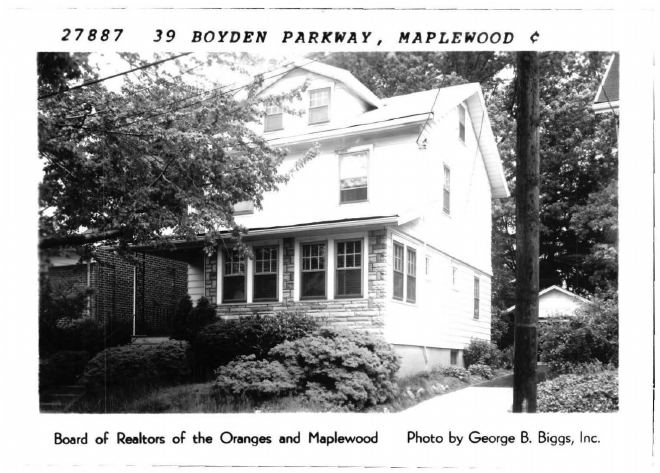 27887 39 BOYDEN PARKWAY, MAPLEWOOD ¢
Board of Realtors of the Oranges and Maplewood Photo by George B. Biggs, Inc.